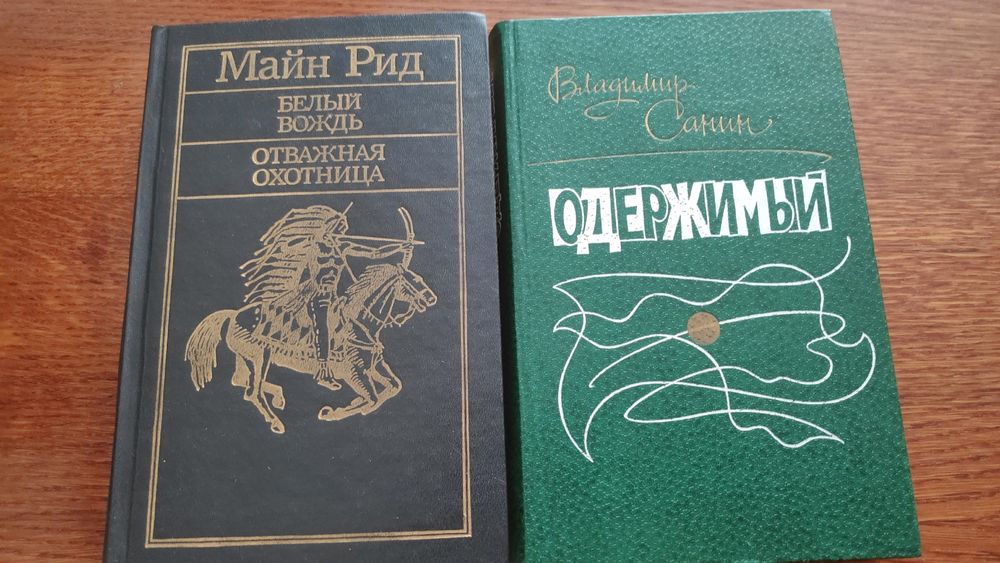 Майн Рид
БЕЛЫЙ
ВОЖДЬ
ОТВАЖНАЯ
ОХОТНИЦА
Владимир
Санин
ОДЕРЖИМЫЙ